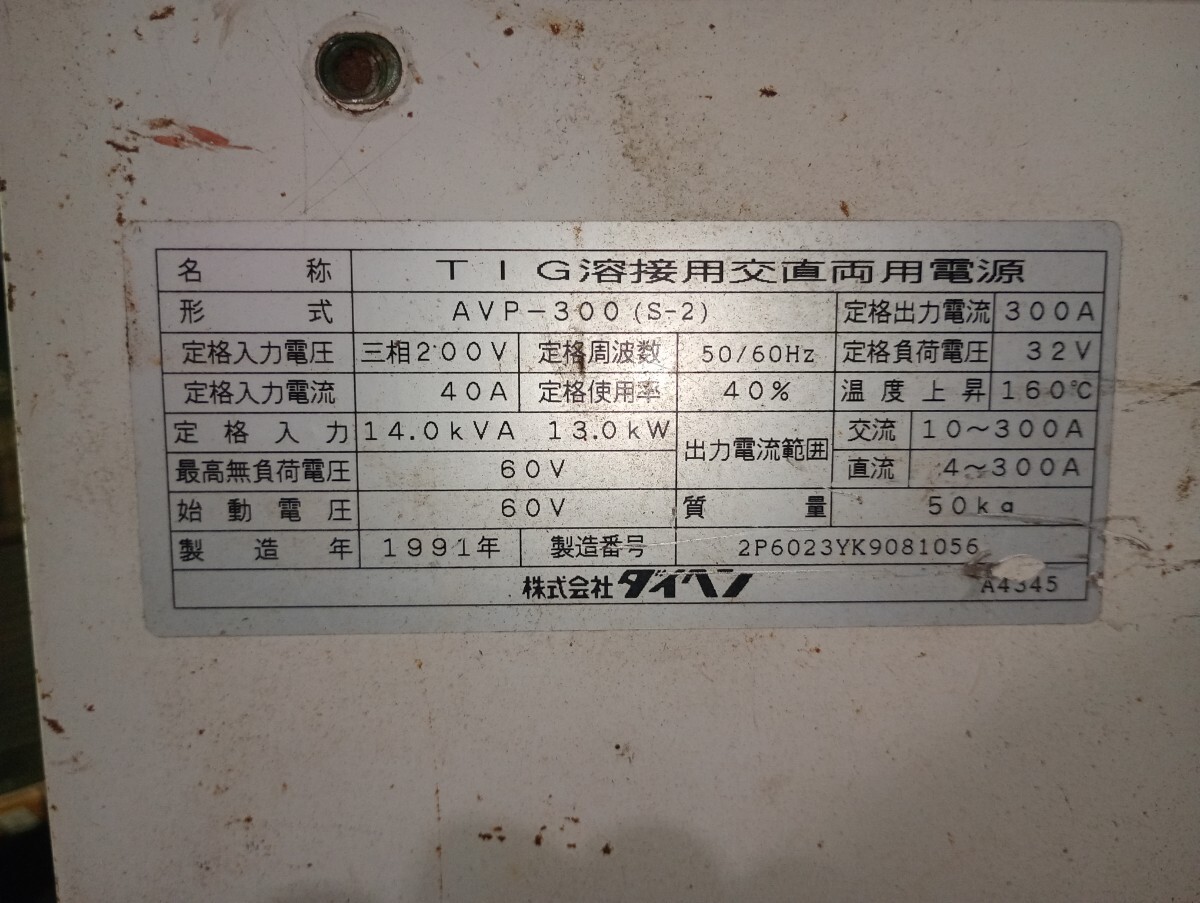 名称 TIG溶接用交直両用電源
形式 AVP-300(S-2) 定格出力電流 300A
定格入力電圧 三相200V 定格周波数 50/60Hz 定格負荷電圧 32V
定格入力電流 40A 定格使用率 40% 温度上昇 160℃
定格入力 14.0kVA 13.0kW 出力電流範囲 交流 10~300A
最高無負荷電圧 60V 直流 4~300A
始動電圧 60V 質量 50kg
製造年 1991年 製造番号 2P6023YK9081056
株式会社ダイヘン A4345